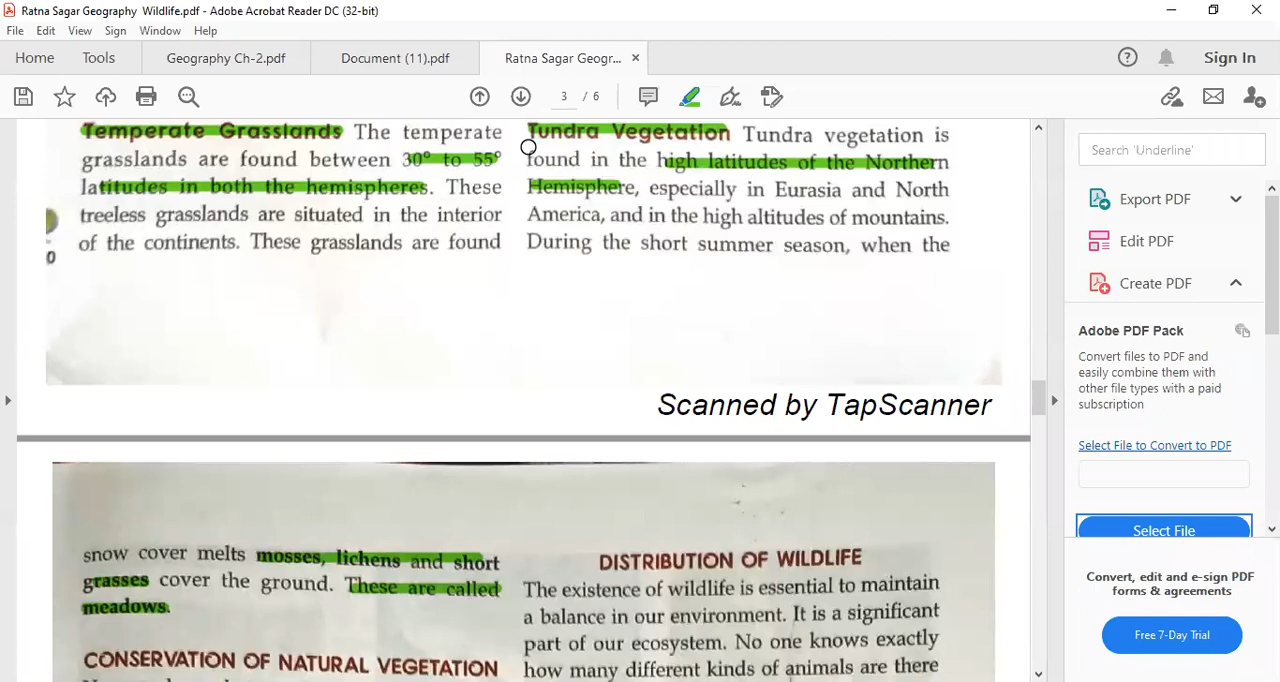 Ratna Sagar Geography Wildlife.pdf - Adobe Acrobat Reader DC (32-bit)
File Edit View Sign Window Help
Home Tools Geography Ch-2.pdf Document (11).pdf Ratna Sagar Geogr... × Sign In
3 / 6
Temperate Grasslands The temperate
grasslands are found between 30° to 55°
latitudes in both the hemispheres. These
treeless grasslands are situated in the interior
of the continents. These grasslands are found
0
Tundra Vegetation Tundra vegetation is
found in the high latitudes of the Northern
Hemisphere, especially in Eurasia and North
America, and in the high altitudes of mountains.
During the short summer season, when the
Scanned by TapScanner
snow cover melts mosses, lichens and short
grasses cover the ground. These are called
meadows.
CONSERVATION OF NATURAL VEGETATION
DISTRIBUTION OF WILDLIFE
The existence of wildlife is essential to maintain
a balance in our environment. It is a significant
part of our ecosystem. No one knows exactly
how many different kinds of animals are there
Search 'Underline'
Export PDF
Edit PDF
Create PDF
Adobe PDF Pack
Convert files to PDF and
easily combine them with
other file types with a paid
subscription
Select File to Convert to PDF
Select File
Convert, edit and e-sign PDF
forms & agreements
Free 7-Day Trial